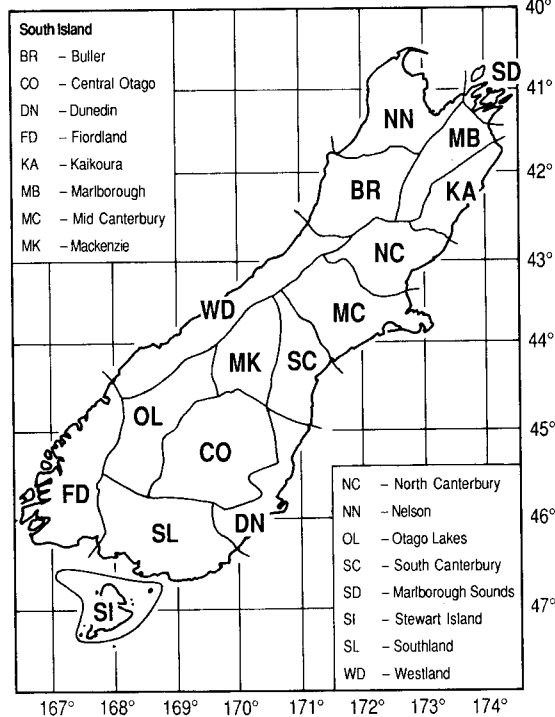 40°
South Island
BR – Buller
CO – Central Otago
DN – Dunedin
FD – Fiordland
KA – Kaikoura
MB – Marlborough
MC – Mid Canterbury
MK – Mackenzie
SD
41°
NN
MB
42°
BR
KA
NC
43°
WD
MC
44°
MK
SC
OL
45°
CO
FD
DN
46°
SL
SI
47°
NC – North Canterbury
NN – Nelson
OL – Otago Lakes
SC – South Canterbury
SD – Marlborough Sounds
SI – Stewart Island
SL – Southland
WD – Westland
167° 168° 169° 170° 171° 172° 173° 174°